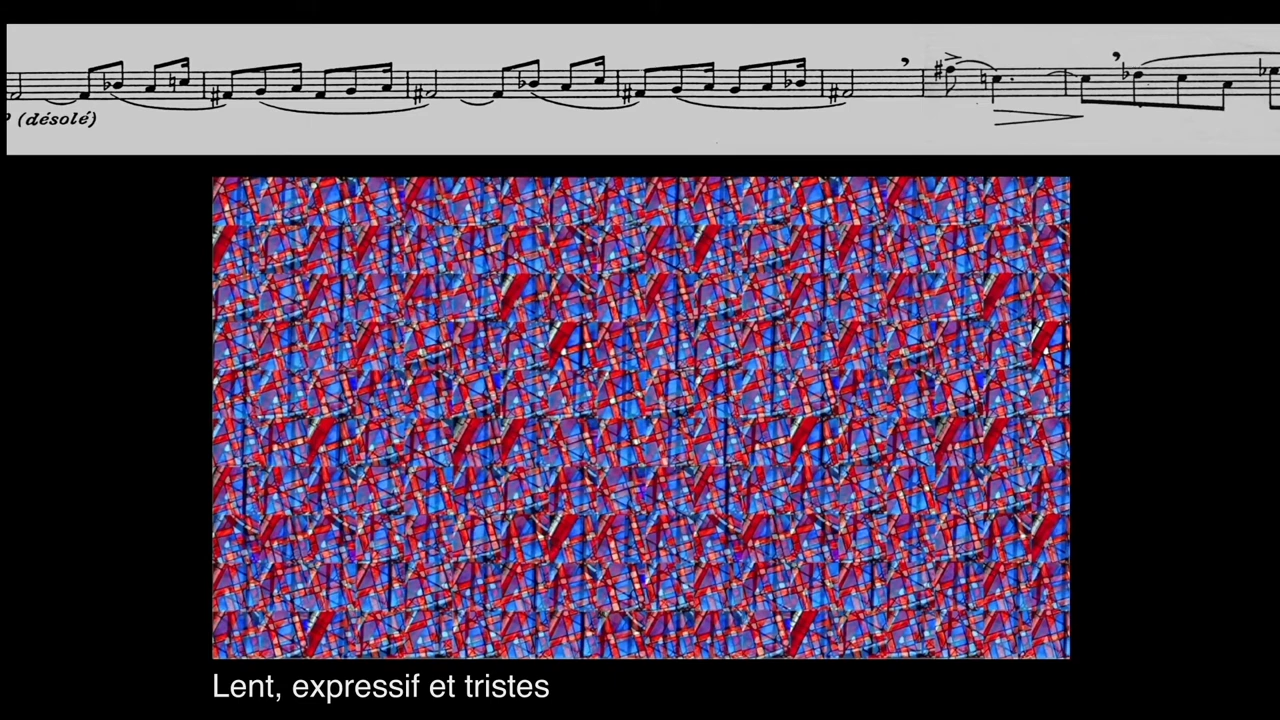 (désolé)
Lent, expressif et tristes